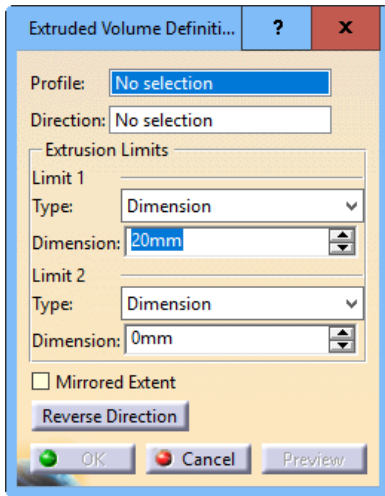 Extruded Volume Definiti... ? x
Profile: No selection
Direction: No selection
Extrusion Limits
Limit 1
Type: Dimension
Dimension: 20mm
Limit 2
Type: Dimension
Dimension: 0mm
Mirrored Extent
Reverse Direction
OK Cancel Preview